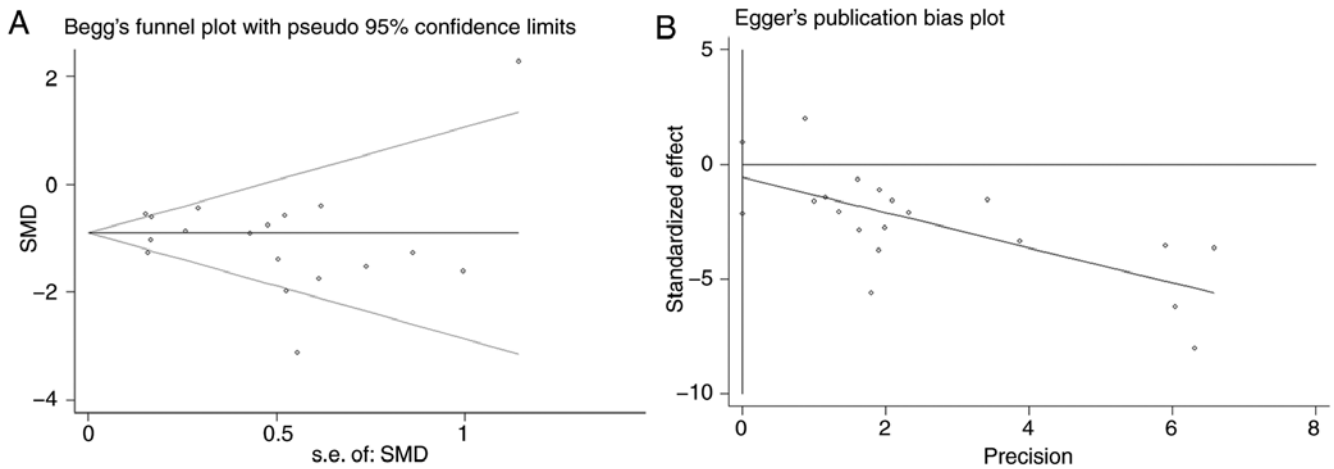 A
Begg's funnel plot with pseudo 95% confidence limits
SMD
2
0
−2
−4
0
0.5
1
s.e. of: SMD
B
Egger's publication bias plot
Standardized effect
5
0
−5
−10
0
2
4
6
8
Precision